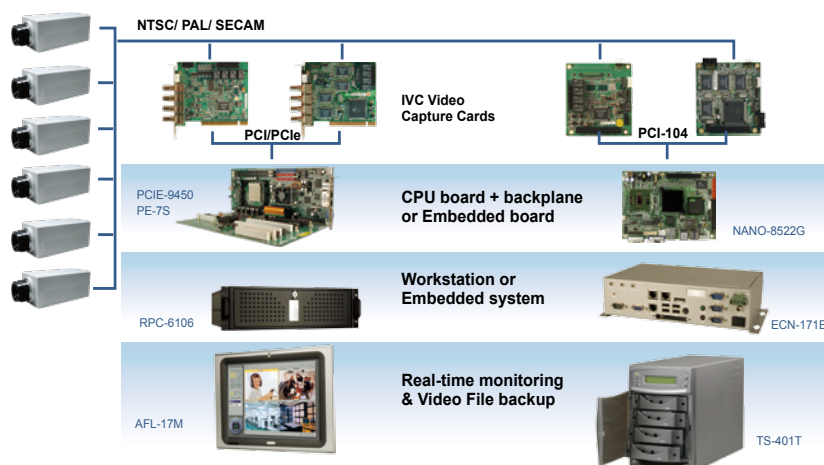 NTSC/ PAL/ SECAM
IVC Video
Capture Cards
PCI/PCIe
PCI-104
PCIE-9450
PE-7S
CPU board + backplane
or Embedded board
NANO-8522G
Workstation or
Embedded system
RPC-6106
ECN-171E
Real-time monitoring
& Video File backup
AFL-17M
TS-401T